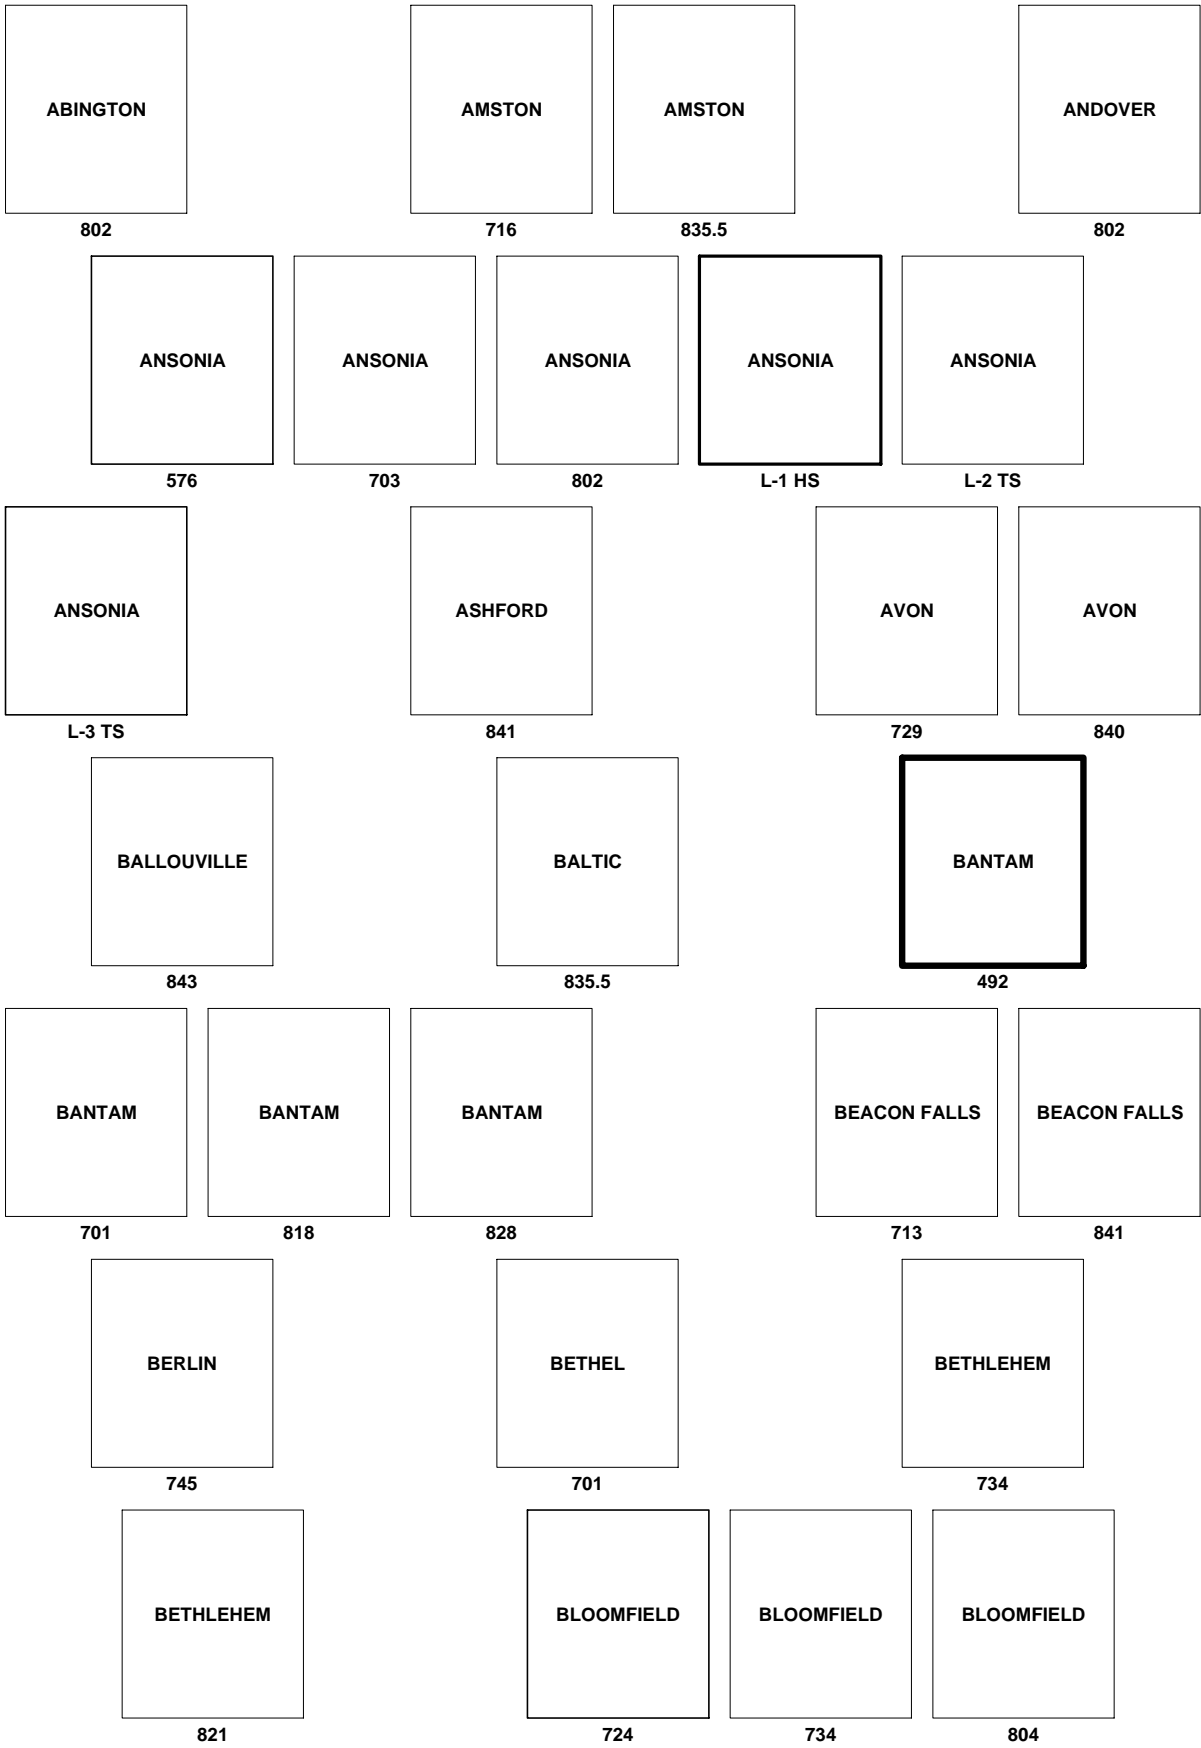 ABINGTON AMSTON AMSTON ANDOVER
802 716 835.5 802
ANSONIA ANSONIA ANSONIA ANSONIA ANSONIA
576 703 802 L-1 HS L-2 TS
ANSONIA ASHFORD AVON AVON
L-3 TS 841 729 840
BALLOUVILLE BALTIC BANTAM
843 835.5 492
BANTAM BANTAM BANTAM BEACON FALLS BEACON FALLS
701 818 828 713 841
BERLIN BETHEL BETHLEHEM
745 701 734
BETHLEHEM BLOOMFIELD BLOOMFIELD BLOOMFIELD
821 724 734 804